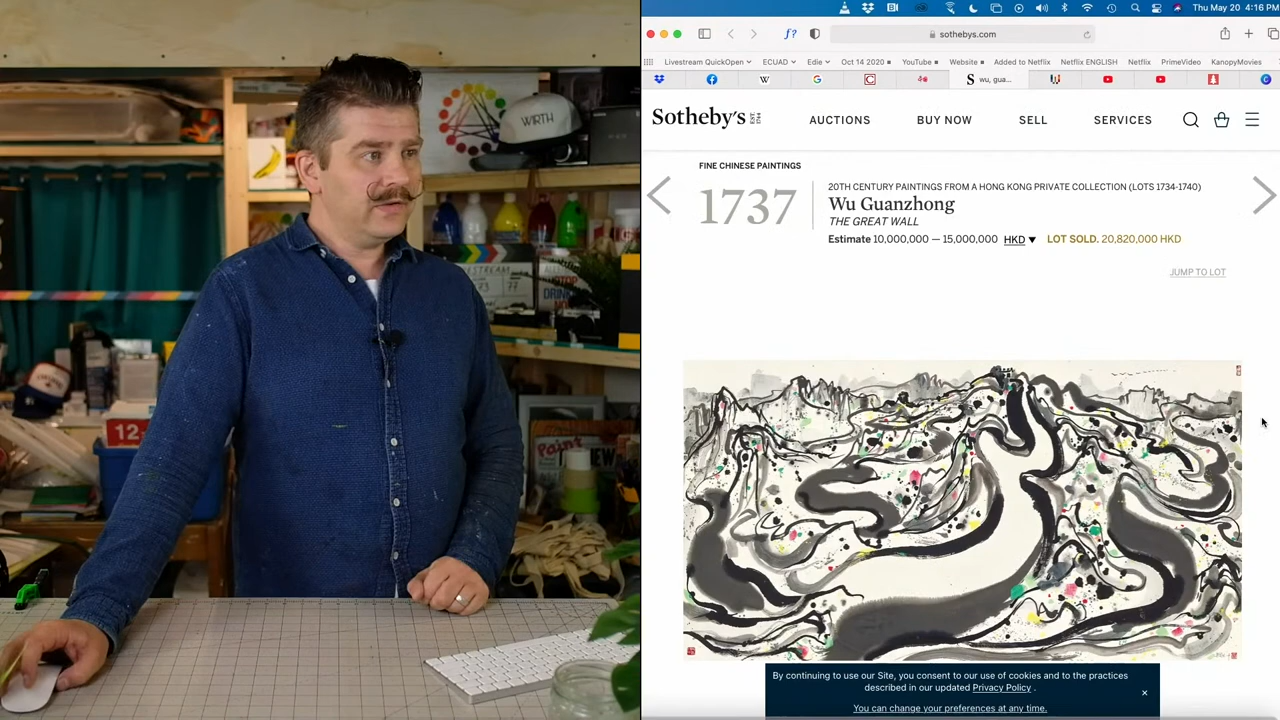 Thu May 20 4:16 PM
sothebys.com
Livestream QuickOpen ECUAD Edie Oct 14 2020 YouTube Website Added to Netflix Netflix ENGLISH Netflix PrimeVideo KanopyMovies
wu, gua...
Sotheby's EST. 1744
AUCTIONS BUY NOW SELL SERVICES
FINE CHINESE PAINTINGS
1737
20TH CENTURY PAINTINGS FROM A HONG KONG PRIVATE COLLECTION (LOTS 1734-1740)
Wu Guanzhong
THE GREAT WALL
Estimate 10,000,000 — 15,000,000 HKD ▼ LOT SOLD. 20,820,000 HKD
JUMP TO LOT
By continuing to use our Site, you consent to our use of cookies and to the practices
described in our updated Privacy Policy .
You can change your preferences at any time.
WIRTH
12